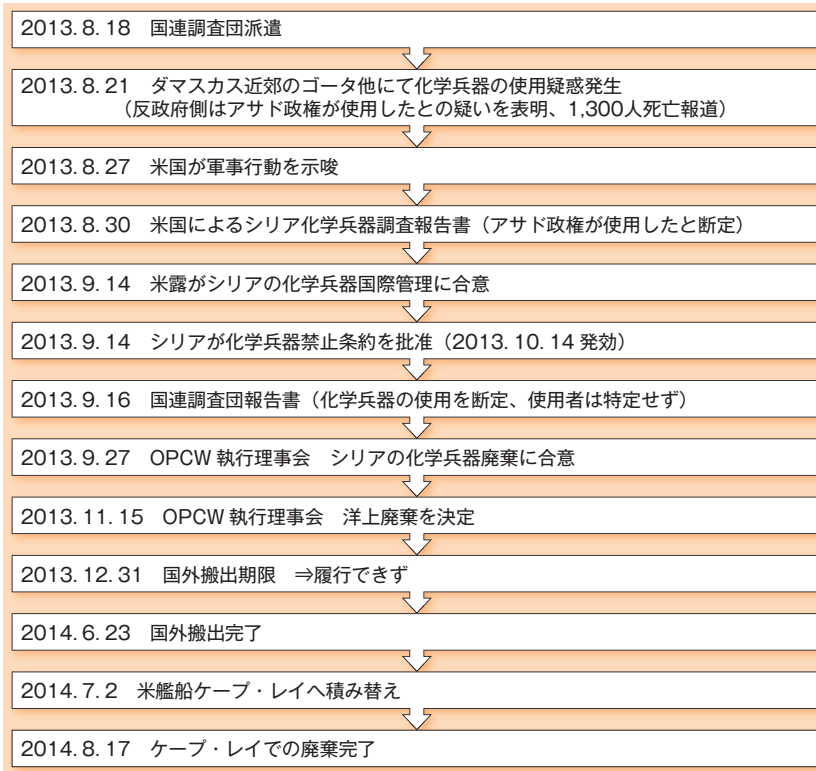 2013. 8. 18　国連調査団派遣
2013. 8. 21　ダマスカス近郊のゴータ他にて化学兵器の使用疑惑発生
（反政府側はアサド政権が使用したとの疑いを表明、1,300人死亡報道）
2013. 8. 27　米国が軍事行動を示唆
2013. 8. 30　米国によるシリア化学兵器調査報告書（アサド政権が使用したと断定）
2013. 9. 14　米露がシリアの化学兵器国際管理に合意
2013. 9. 14　シリアが化学兵器禁止条約を批准（2013. 10. 14 発効）
2013. 9. 16　国連調査団報告書（化学兵器の使用を断定、使用者は特定せず）
2013. 9. 27　OPCW 執行理事会　シリアの化学兵器廃棄に合意
2013. 11. 15　OPCW 執行理事会　洋上廃棄を決定
2013. 12. 31　国外搬出期限　⇒履行できず
2014. 6. 23　国外搬出完了
2014. 7. 2　米艦船ケープ・レイへ積み替え
2014. 8. 17　ケープ・レイでの廃棄完了